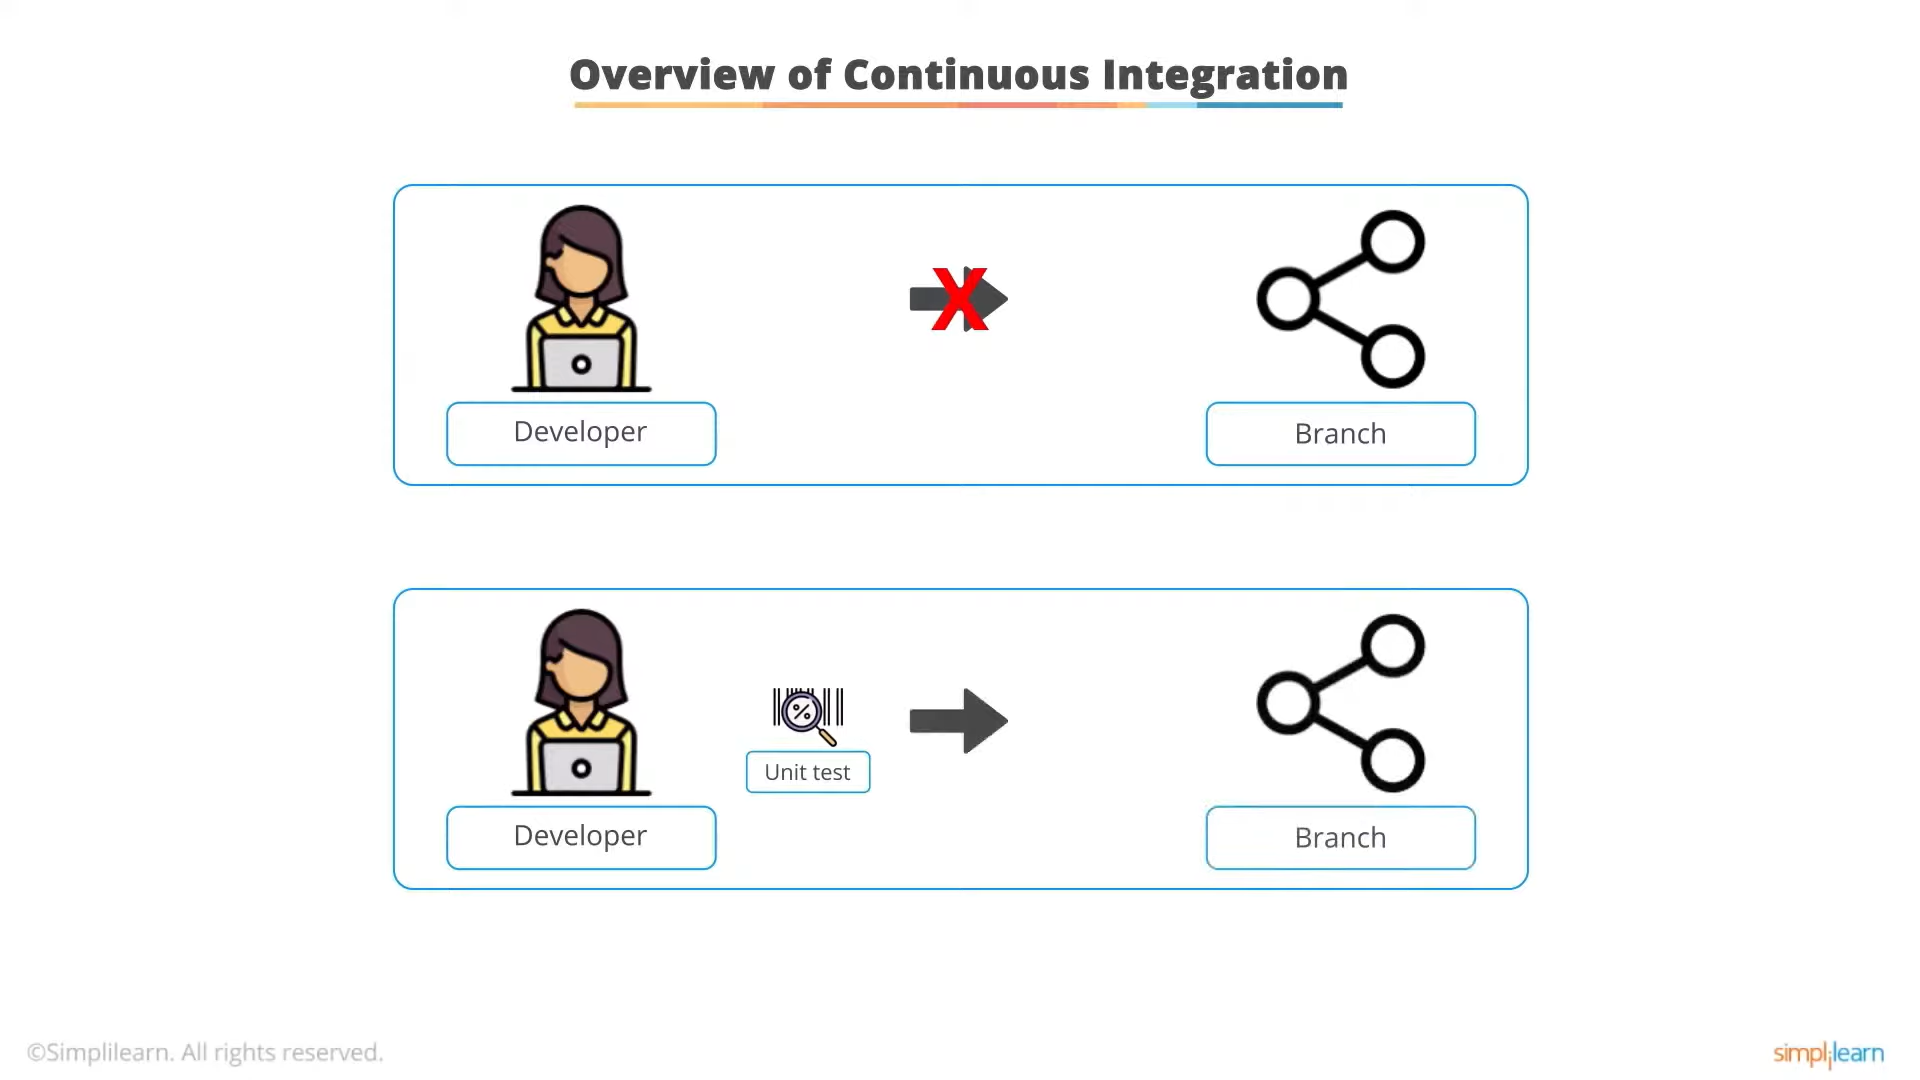 Overview of Continuous Integration
X
Developer
Branch
Unit test
Developer
Branch
©Simplilearn. All rights reserved.
simplilearn